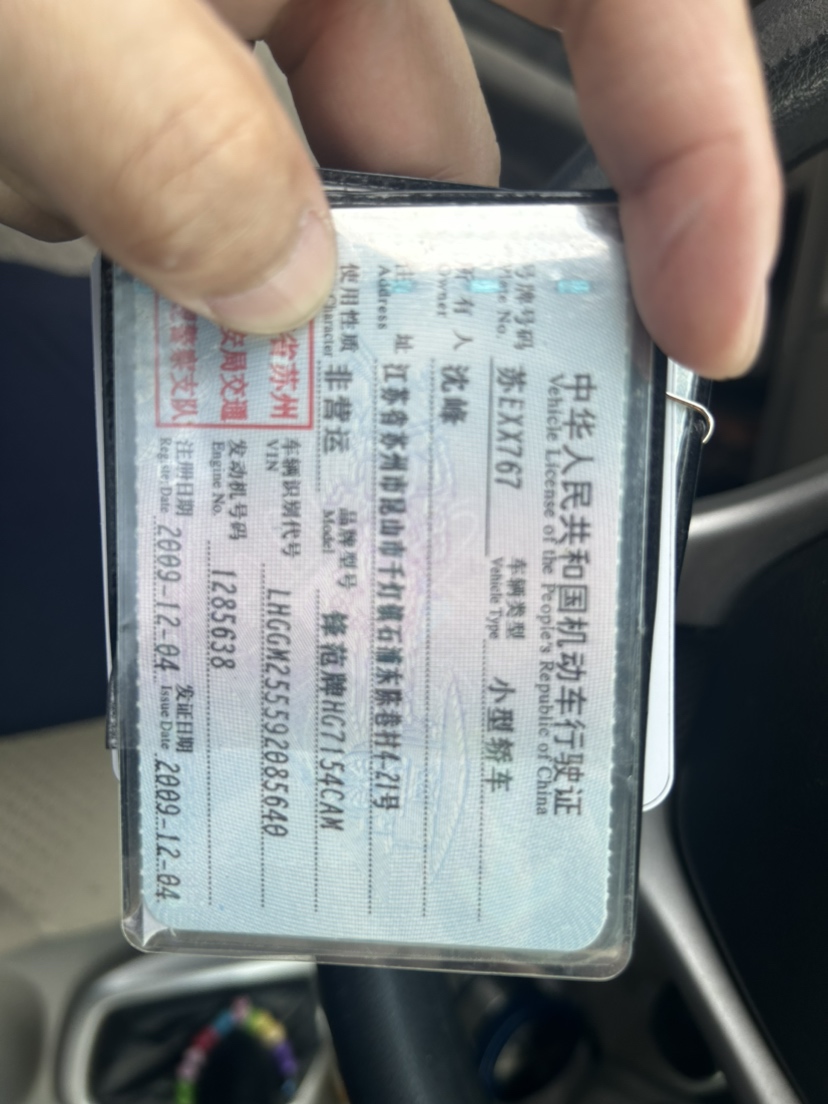 中华人民共和国机动车行驶证
Vehicle License of the People's Republic of China
号牌号码 苏EXX767 车辆类型 小型轿车
Plate No. Vehicle Type
所有人 沈峰
Owner
住址 江苏省苏州市昆山市千灯镇石浦东陈巷村4-21号
Address
使用性质 非营运 品牌型号 锋范牌HG7154CAM
Character Model
省苏州
安局交通
警察支队
车辆识别代号 LHGGM255592085640
VIN
发动机号码 1285638
Engine No.
注册日期 2009-12-04 发证日期 2009-12-04
Register Date Issue Date